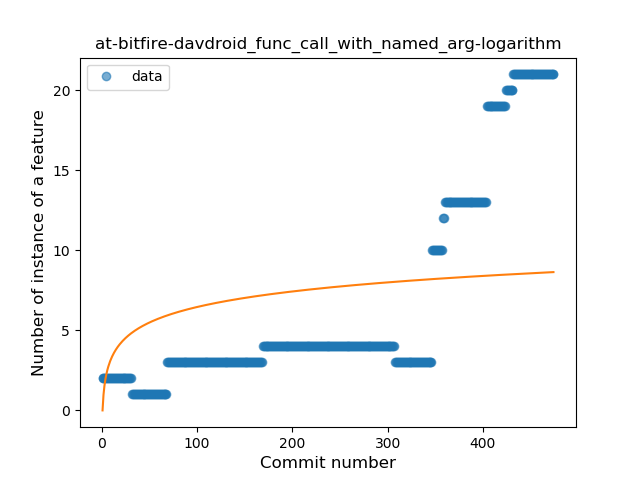 at-bitfire-davdroid_func_call_with_named_arg-logarithm
data
Number of instance of a feature
20
15
10
5
0
0 100 200 300 400
Commit number